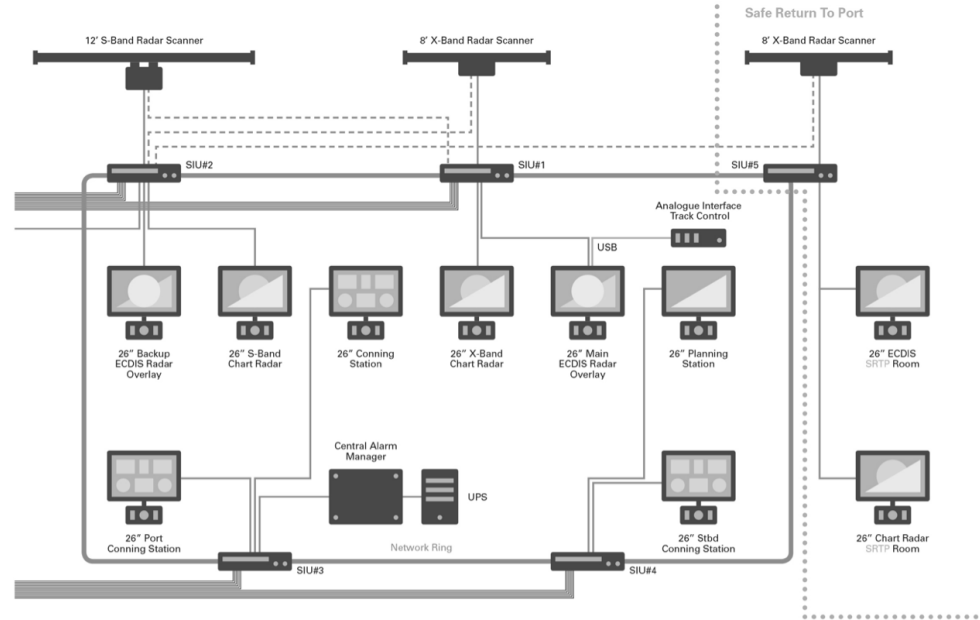 Safe Return To Port
12’ S-Band Radar Scanner
8’ X-Band Radar Scanner
8’ X-Band Radar Scanner
SIU#2
SIU#1
SIU#5
Analogue Interface
Track Control
USB
26” Backup
ECDIS Radar
Overlay
26” S-Band
Chart Radar
26” Conning
Station
26” X-Band
Chart Radar
26” Main
ECDIS Radar
Overlay
26” Planning
Station
26” ECDIS
SRTP Room
Central Alarm
Manager
UPS
26” Port
Conning Station
26” Stbd
Conning Station
26” Chart Radar
SRTP Room
Network Ring
SIU#3
SIU#4